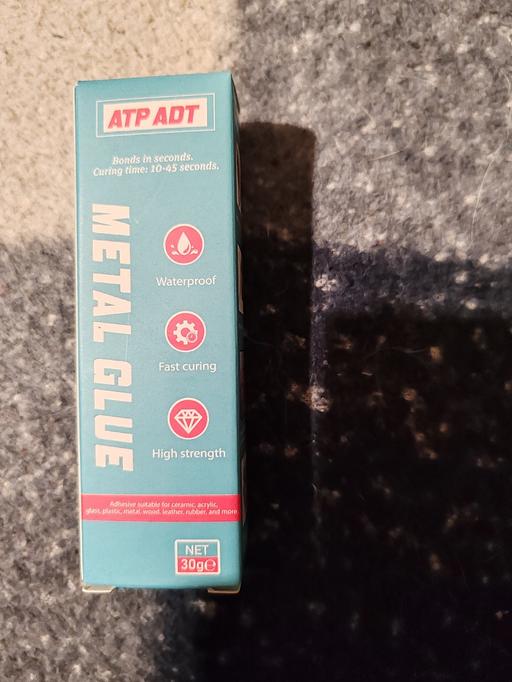 ATP ADT
Bonds in seconds.
Curing time: 10-45 seconds.
METAL GLUE
Waterproof
Fast curing
High strength
Adhesive suitable for ceramic, acrylic,
glass, plastic, metal, wood, leather, rubber, and more
NET
30g℮